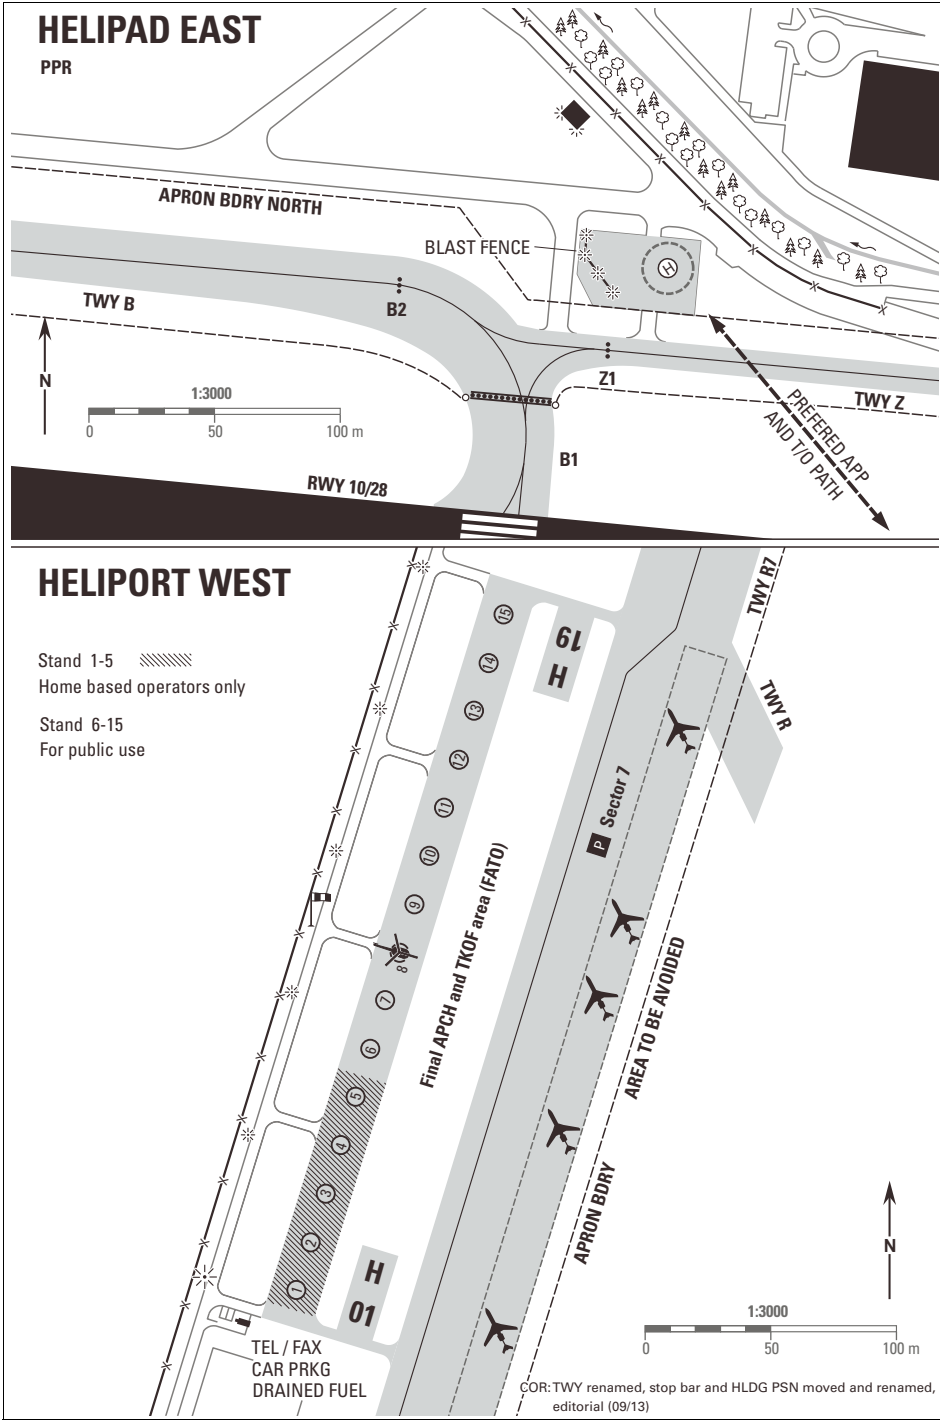 HELIPAD EAST
PPR
APRON BDRY NORTH
BLAST FENCE
H
B2
TWY B
N
1:3000
0 50 100 m
Z1
TWY Z
B1
PREFERED APP
AND T/O PATH
RWY 10/28
HELIPORT WEST
Stand 1-5
Home based operators only
Stand 6-15
For public use
TWY R7
TWY R
19
H
15
14
13
12
11
10
9
8
7
6
5
4
3
2
1
P Sector 7
Final APCH and TKOF area (FATO)
AREA TO BE AVOIDED
APRON BDRY
H
01
N
1:3000
0 50 100 m
TEL / FAX
CAR PRKG
DRAINED FUEL
COR: TWY renamed, stop bar and HLDG PSN moved and renamed,
editorial (09/13)